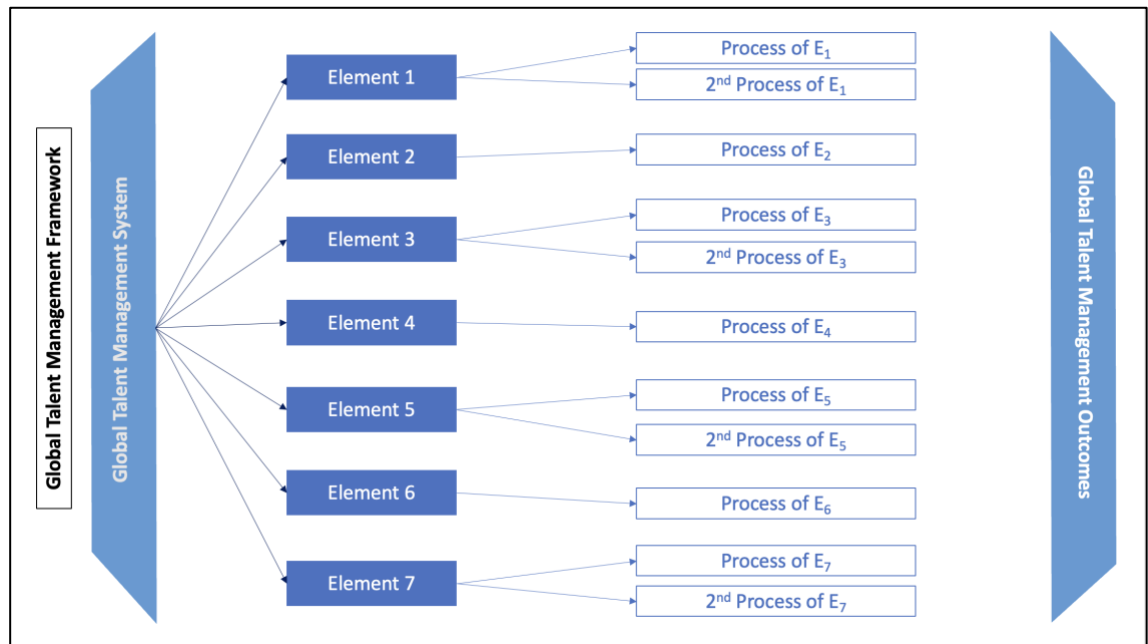 Global Talent Management Framework
Global Talent Management System
Element 1
Process of E₁
2ⁿᵈ Process of E₁
Element 2
Process of E₂
Element 3
Process of E₃
2ⁿᵈ Process of E₃
Element 4
Process of E₄
Element 5
Process of E₅
2ⁿᵈ Process of E₅
Element 6
Process of E₆
Element 7
Process of E₇
2ⁿᵈ Process of E₇
Global Talent Management Outcomes